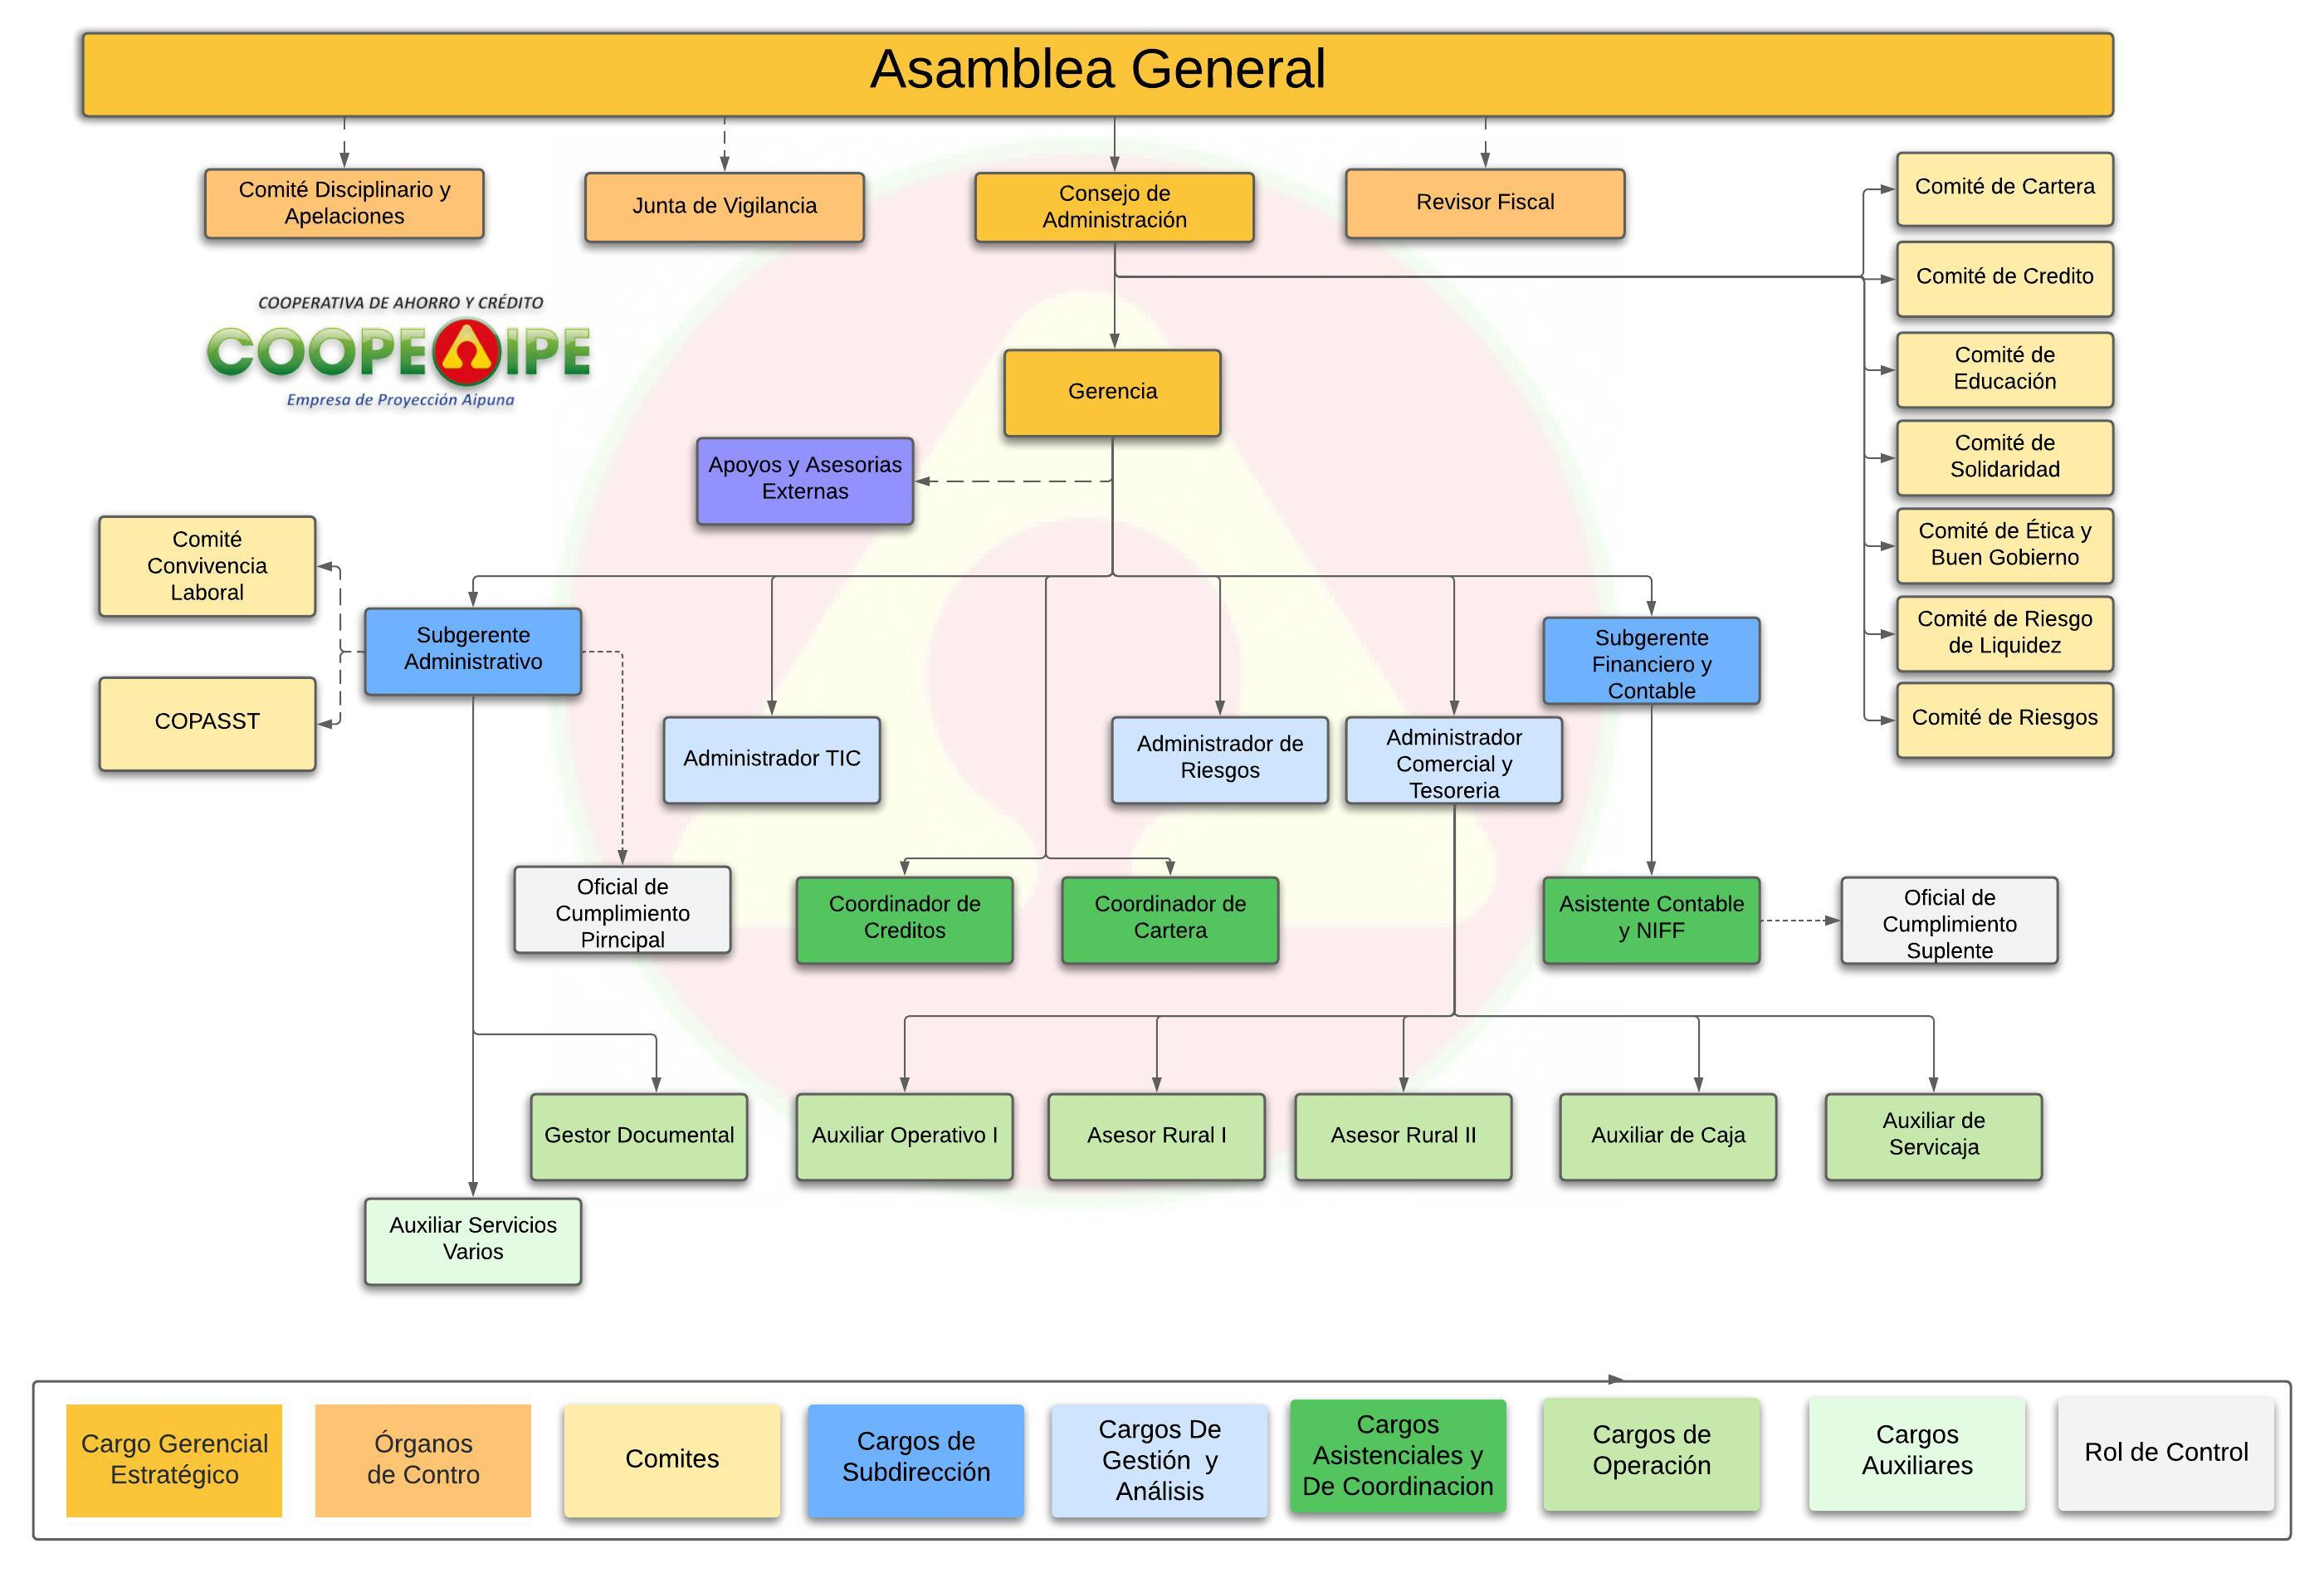 Asamblea General
Comité Disciplinario y
Apelaciones
Junta de Vigilancia
Consejo de
Administración
Revisor Fiscal
Comité de Cartera
Comité de Credito
Comité de
Educación
Comité de
Solidaridad
Comité de Ética y
Buen Gobierno
Comité de Riesgo
de Liquidez
Comité de Riesgos
COOPERATIVA DE AHORRO Y CRÉDITO
COOPEAIPE
Empresa de Proyección Aipuna
Gerencia
Apoyos y Asesorias
Externas
Comité
Convivencia
Laboral
COPASST
Subgerente
Administrativo
Subgerente
Financiero y
Contable
Administrador TIC
Administrador de
Riesgos
Administrador
Comercial y
Tesoreria
Oficial de
Cumplimiento
Pirncipal
Coordinador de
Creditos
Coordinador de
Cartera
Asistente Contable
y NIFF
Oficial de
Cumplimiento
Suplente
Gestor Documental
Auxiliar Operativo I
Asesor Rural I
Asesor Rural II
Auxiliar de Caja
Auxiliar de
Servicaja
Auxiliar Servicios
Varios
Cargo Gerencial
Estratégico
Órganos
de Contro
Comites
Cargos de
Subdirección
Cargos De
Gestión y
Análisis
Cargos
Asistenciales y
De Coordinacion
Cargos de
Operación
Cargos
Auxiliares
Rol de Control